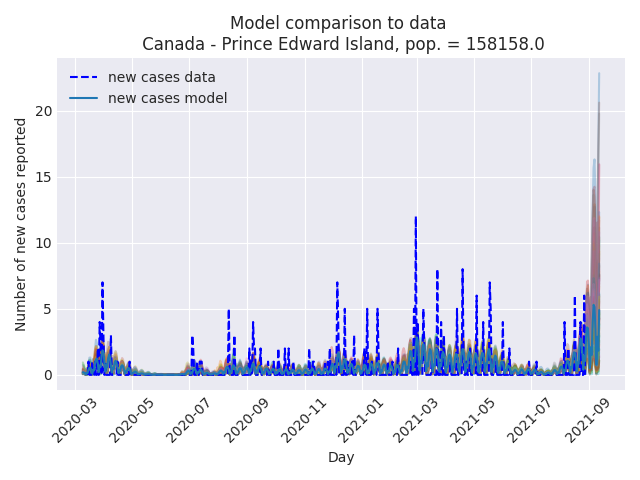 Model comparison to data
Canada - Prince Edward Island, pop. = 158158.0
new cases data
new cases model
Number of new cases reported
20
15
10
5
0
2020-03
2020-05
2020-07
2020-09
2020-11
2021-01
2021-03
2021-05
2021-07
2021-09
Day